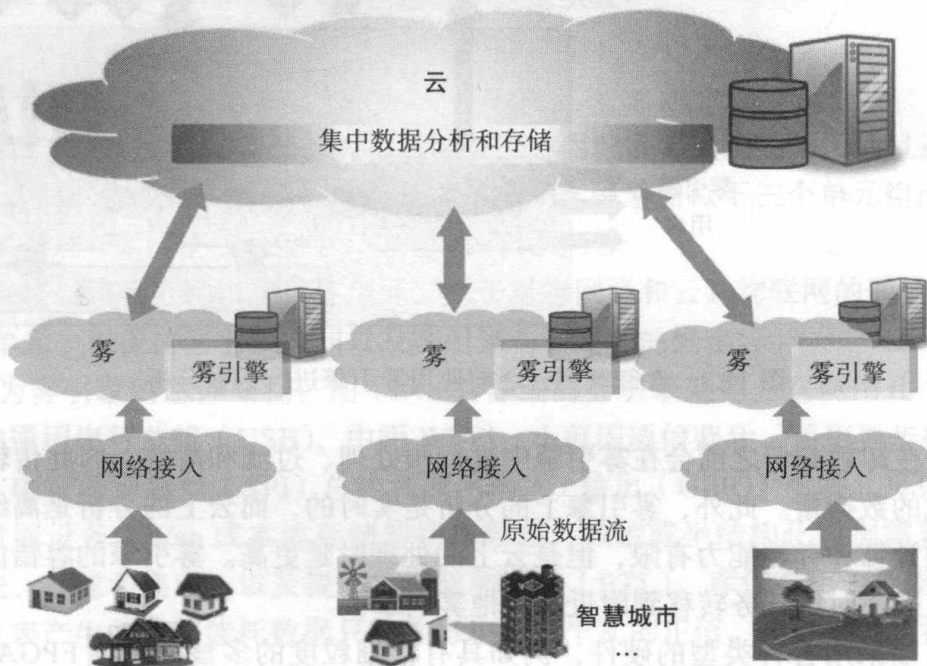 云
集中数据分析和存储
雾
雾引擎
雾
雾引擎
雾
雾引擎
网络接入
网络接入
网络接入
原始数据流
智慧城市
...